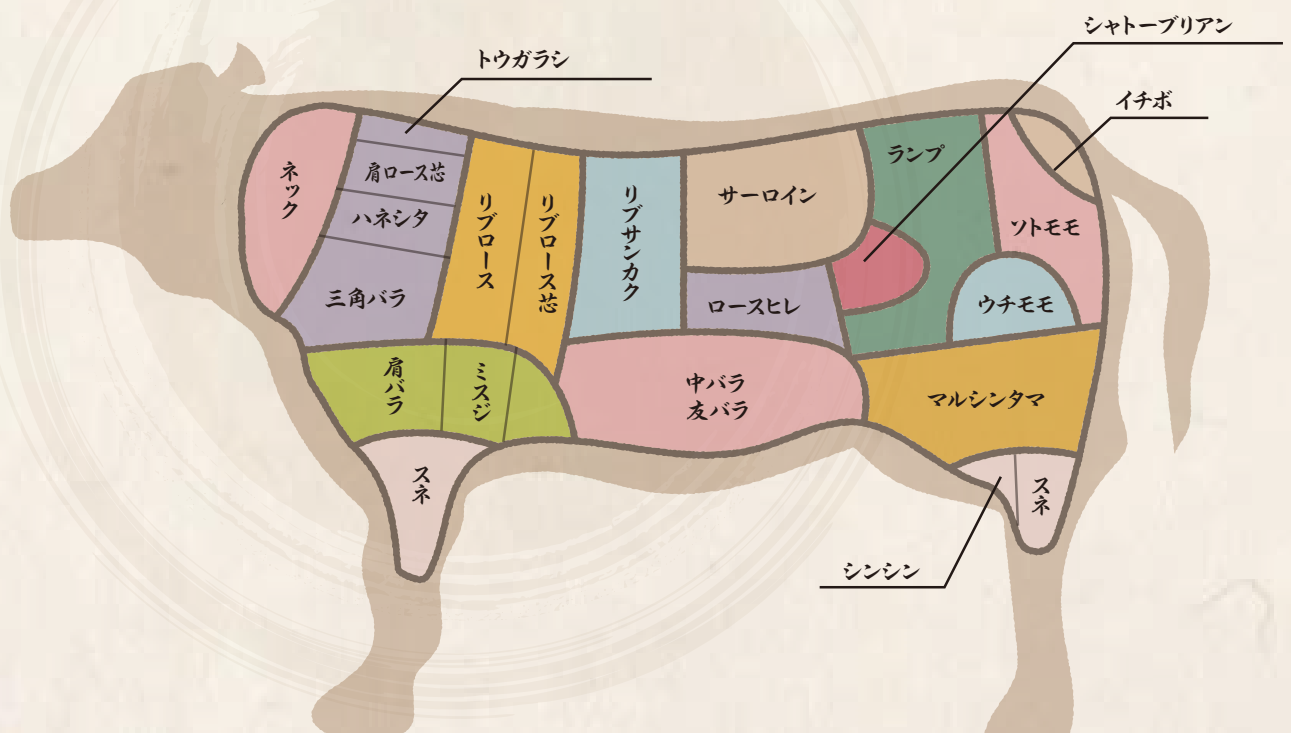 トウガラシ
シャトーブリアン
イチボ
ネック
肩ロース芯
ハネシタ
三角バラ
リブロース
リブロース芯
リブサンカク
サーロイン
ロースヒレ
ランプ
ソトモモ
ウチモモ
肩バラ
ミスジ
中バラ
友バラ
マルシンタマ
スネ
スネ
シンシン